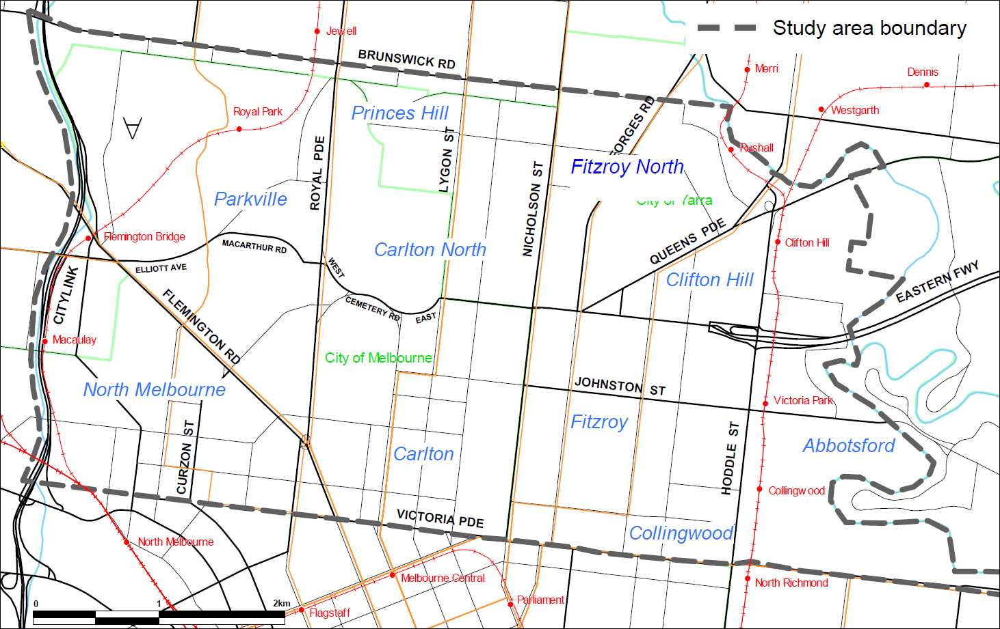 Study area boundary
Jewell
BRUNSWICK RD
Merri
Dennis
Royal Park
Princes Hill
Westgarth
ROYAL PDE
LYGON ST
NICHOLSON ST
ORGES RD
Rushall
Fitzroy North
Parkville
City of Yarra
Flemington Bridge
MACARTHUR RD
ELLIOTT AVE
WEST
CEMETERY RD
EAST
Carlton North
QUEENS PDE
Clifton Hill
Clifton Hill
EASTERN FWY
CITYLINK
FLEMINGTON RD
Macaulay
City of Melbourne
North Melbourne
JOHNSTON ST
Victoria Park
Fitzroy
Abbotsford
Carlton
CURZON ST
HODDLE ST
Collingwood
VICTORIA PDE
Collingwood
North Melbourne
Melbourne Central
North Richmond
Parliament
Flagstaff
0 1 2km